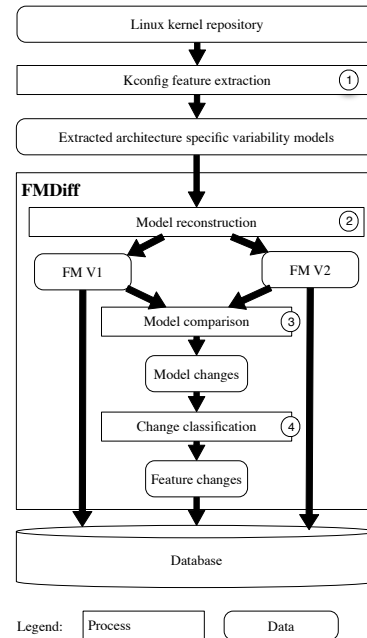 Linux kernel repository
Kconfig feature extraction 1
Extracted architecture specific variability models
FMDiff
Model reconstruction 2
FM V1 FM V2
Model comparison 3
Model changes
Change classification 4
Feature changes
Database
Legend: Process Data